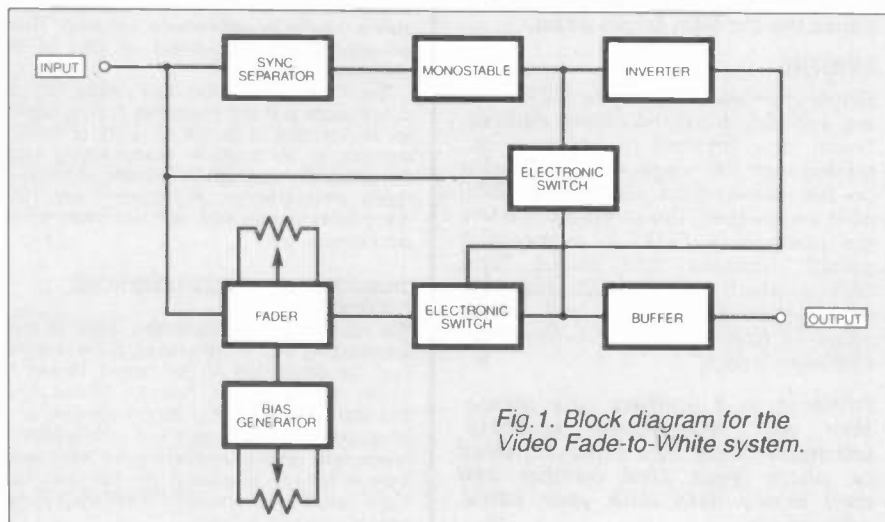 INPUT
SYNC
SEPARATOR
MONOSTABLE
INVERTER
ELECTRONIC
SWITCH
FADER
ELECTRONIC
SWITCH
BUFFER
OUTPUT
BIAS
GENERATOR
Fig.1. Block diagram for the
Video Fade-to-White system.